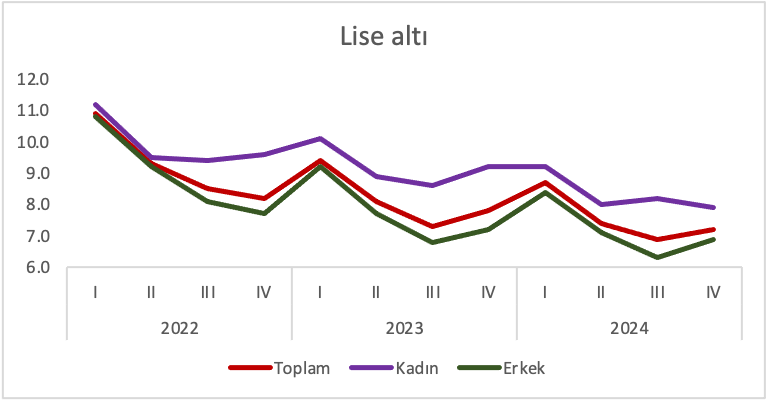 Lise altı
12.0
11.0
10.0
9.0
8.0
7.0
6.0
I II III IV I II III IV I II III IV
2022 2023 2024
Toplam Kadın Erkek